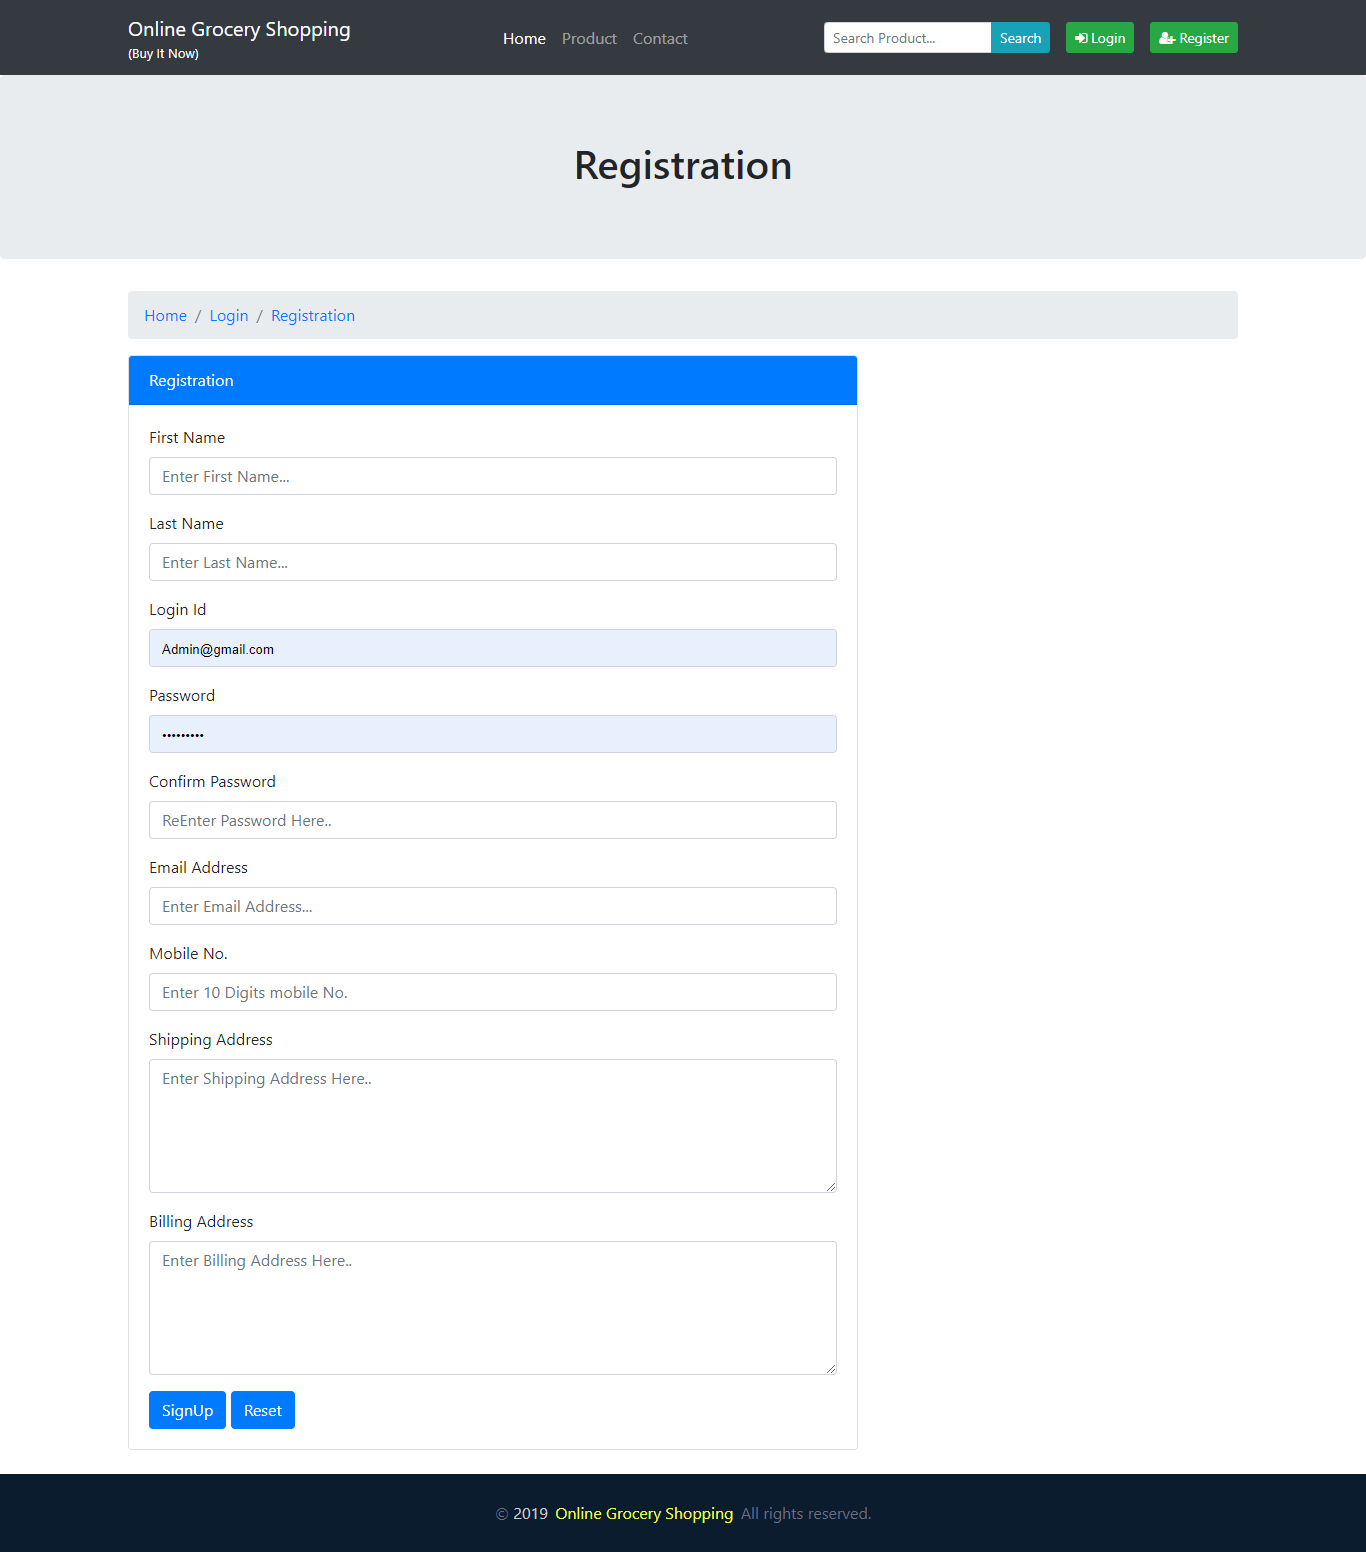 Online Grocery Shopping
(Buy It Now)
Home Product Contact
Search Product... Search Login Register
Registration
Home / Login / Registration
Registration
First Name
Enter First Name...
Last Name
Enter Last Name...
Login Id
Admin@gmail.com
Password
•••••••••
Confirm Password
ReEnter Password Here..
Email Address
Enter Email Address...
Mobile No.
Enter 10 Digits mobile No.
Shipping Address
Enter Shipping Address Here..
Billing Address
Enter Billing Address Here..
SignUp Reset
© 2019 Online Grocery Shopping All rights reserved.